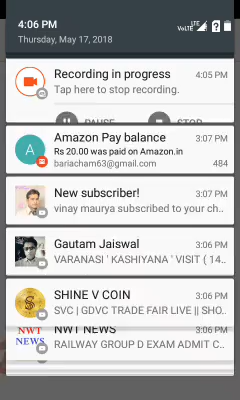 4:06 PM
VoLTE LTE
Thursday, May 17, 2018
Recording in progress 4:05 PM
Tap here to stop recording.
PAUSE STOP
A
Amazon Pay balance 3:07 PM
Rs 20.00 was paid on Amazon.in
bariacham63@gmail.com 484
New subscriber! 3:07 PM
vinay maurya subscribed to your ch..
Gautam Jaiswal 3:06 PM
VARANASI ' KASHIYANA ' VISIT ( 14..
SHINE V COIN 3:06 PM
SVC | GDVC TRADE FAIR LIVE || SHO..
NWT NEWS
NWT NEWS 3:06 PM
RAILWAY GROUP D EXAM ADMIT C..